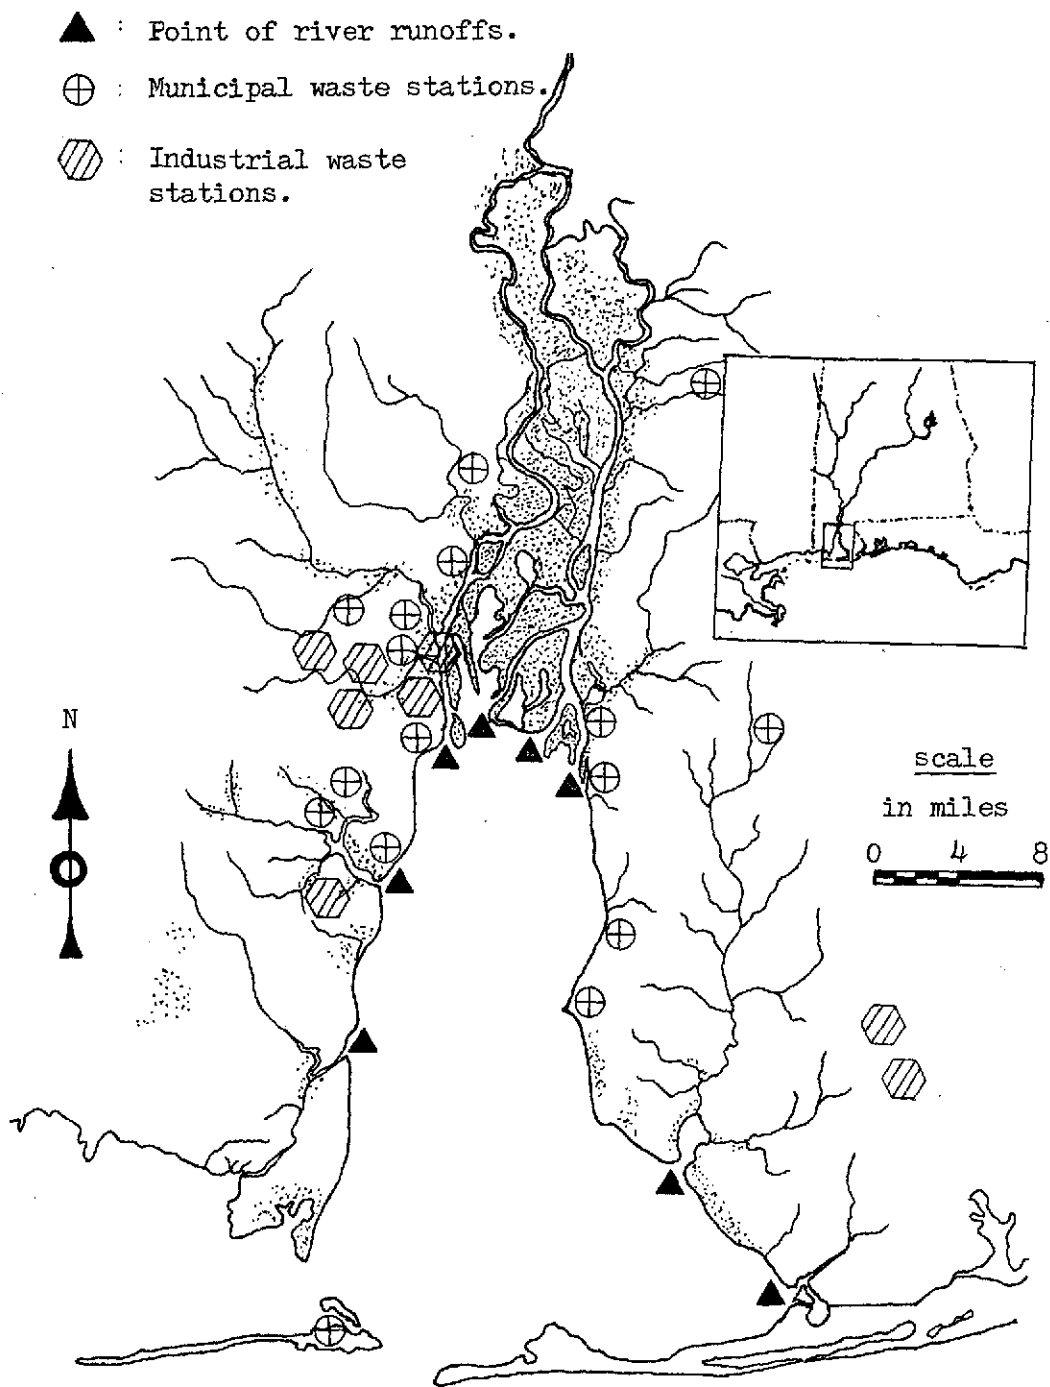 : Point of river runoffs.
: Municipal waste stations.
: Industrial waste
stations.
N
scale
in miles
0 4 8